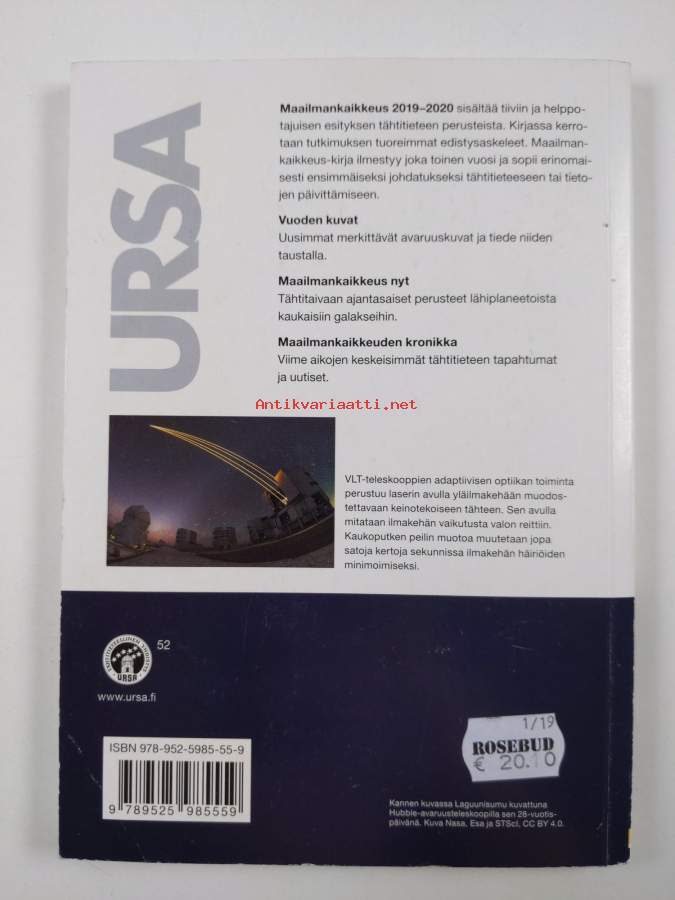 URSA
Maailmankaikkeus 2019–2020 sisältää tiiviin ja helppo-
tajuisen esityksen tähtitieteen perusteista. Kirjassa kerro-
taan tutkimuksen tuoreimmat edistysaskeleet. Maailman-
kaikkeus-kirja ilmestyy joka toinen vuosi ja sopii erinomai-
sesti ensimmäiseksi johdatukseksi tähtitieteeseen tai tieto-
jen päivittämiseen.
Vuoden kuvat
Uusimmat merkittävät avaruuskuvat ja tiede niiden
taustalla.
Maailmankaikkeus nyt
Tähtitaivaan ajantasaiset perusteet lähiplaneetoista
kaukaisiin galakseihin.
Maailmankaikkeuden kronikka
Viime aikojen keskeisimmät tähtitieteen tapahtumat
ja uutiset.
Antikvariaatti.net
VLT-teleskooppien adaptiivisen optiikan toiminta
perustuu laserin avulla yläilmakehään muodos-
tettavaan keinotekoiseen tähteen. Sen avulla
mitataan ilmakehän vaikutusta valon reittiin.
Kaukoputken peilin muotoa muutetaan jopa
satoja kertoja sekunnissa ilmakehän häiriöiden
minimoimiseksi.
TÄHTITIETEELLINEN YHDISTYS
URSA
52
www.ursa.fi
ISBN 978-952-5985-55-9
9 789525 985559
1/19
ROSEBUD
€ 20.10
Kannen kuvassa Laguunisumu kuvattuna
Hubble-avaruusteleskoopilla sen 28-vuotis-
päivänä. Kuva Nasa, Esa ja STScI, CC BY 4.0.